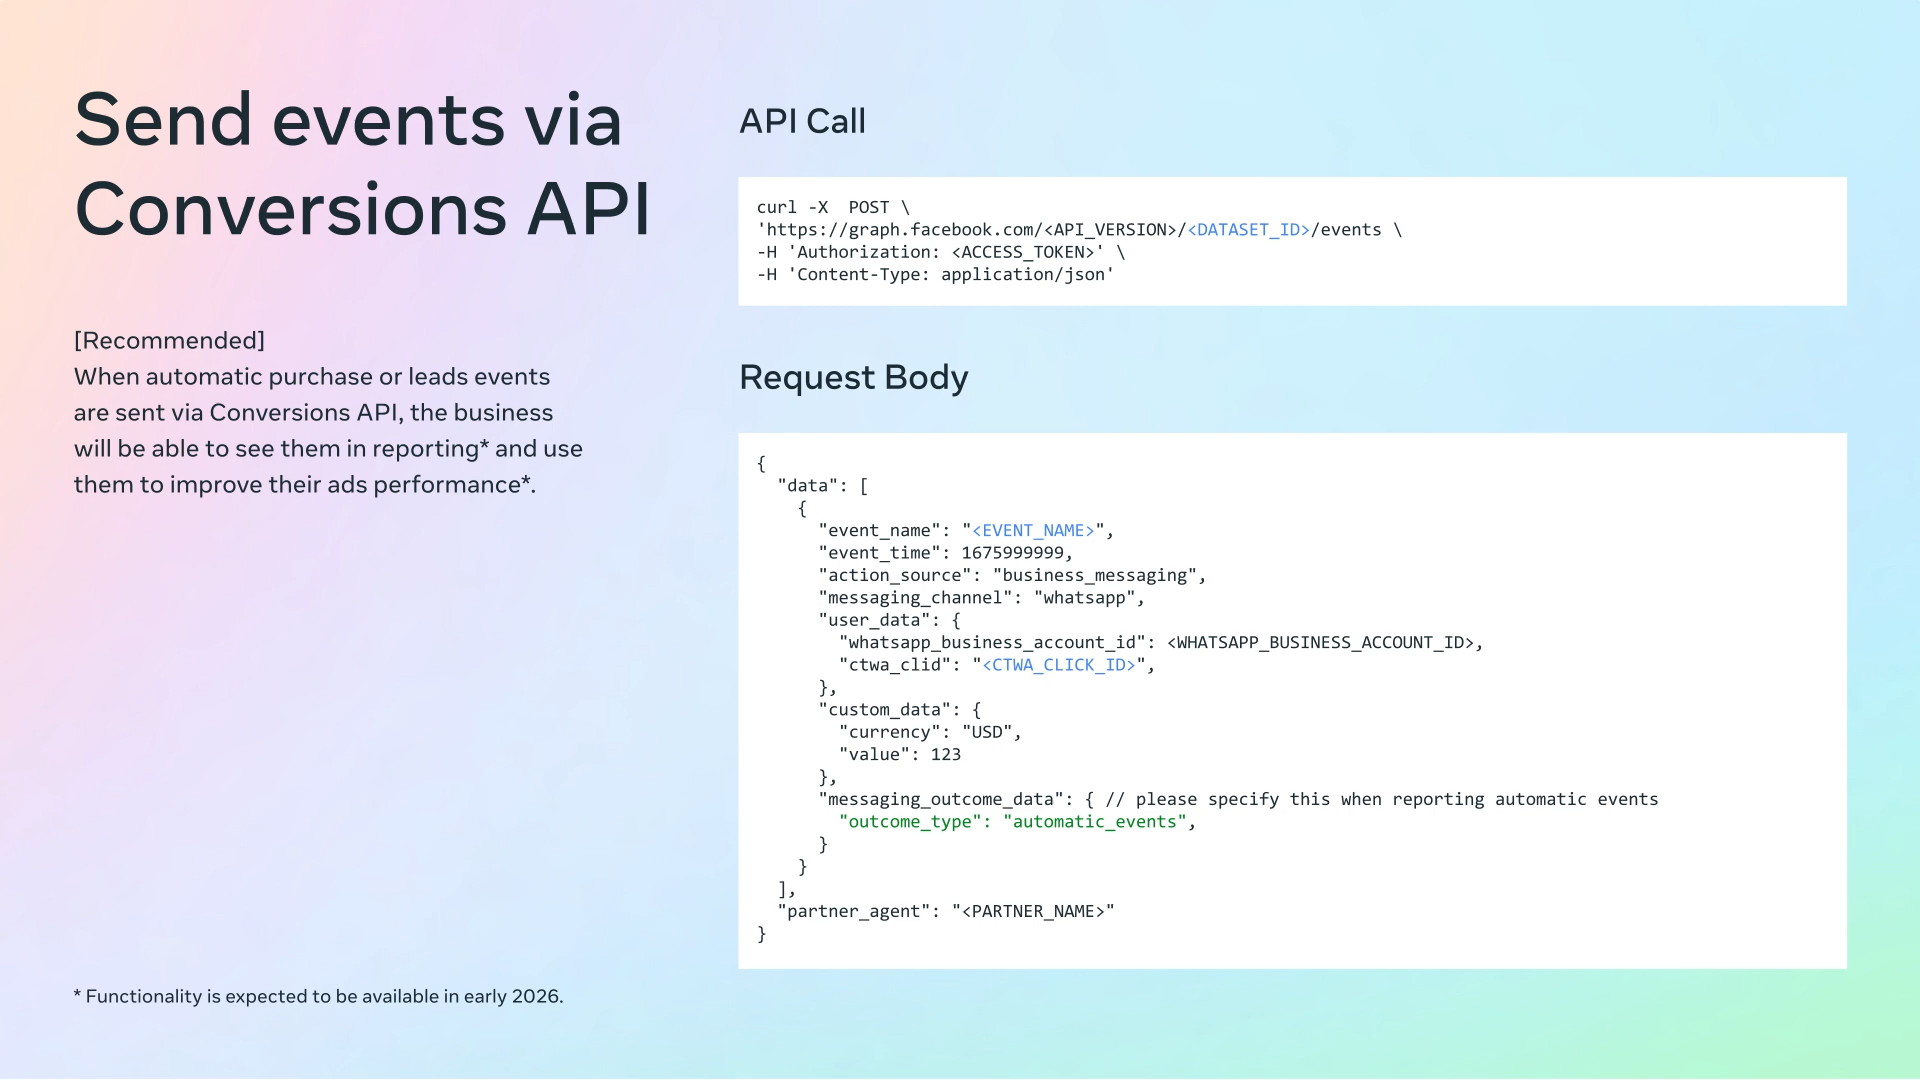 Send events via
Conversions API
[Recommended]
When automatic purchase or leads events
are sent via Conversions API, the business
will be able to see them in reporting* and use
them to improve their ads performance*.
* Functionality is expected to be available in early 2026.
API Call
curl -X  POST \
'https://graph.facebook.com/<API_VERSION>/<DATASET_ID>/events \
-H 'Authorization: <ACCESS_TOKEN>' \
-H 'Content-Type: application/json'
Request Body
{
  "data": [
    {
      "event_name": "<EVENT_NAME>",
      "event_time": 1675999999,
      "action_source": "business_messaging",
      "messaging_channel": "whatsapp",
      "user_data": {
        "whatsapp_business_account_id": <WHATSAPP_BUSINESS_ACCOUNT_ID>,
        "ctwa_clid": "<CTWA_CLICK_ID>",
      },
      "custom_data": {
        "currency": "USD",
        "value": 123
      },
      "messaging_outcome_data": { // please specify this when reporting automatic events
        "outcome_type": "automatic_events",
      }
    }
  ],
  "partner_agent": "<PARTNER_NAME>"
}